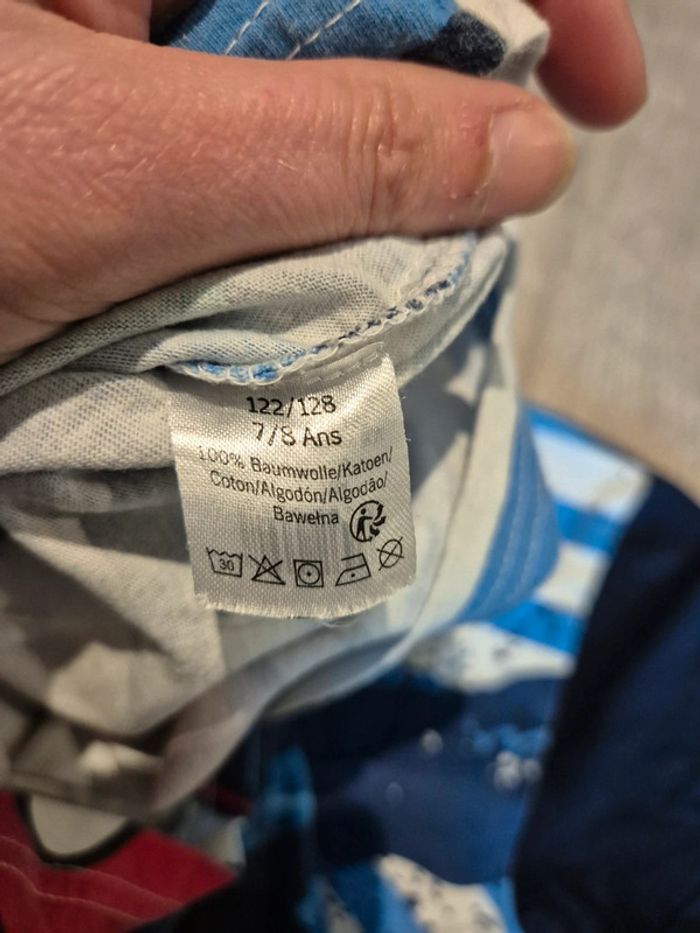 122/128
7/8 Ans
100% Baumwolle/Katoen/
Coton/Algodón/Algodão/
Bawełna
30